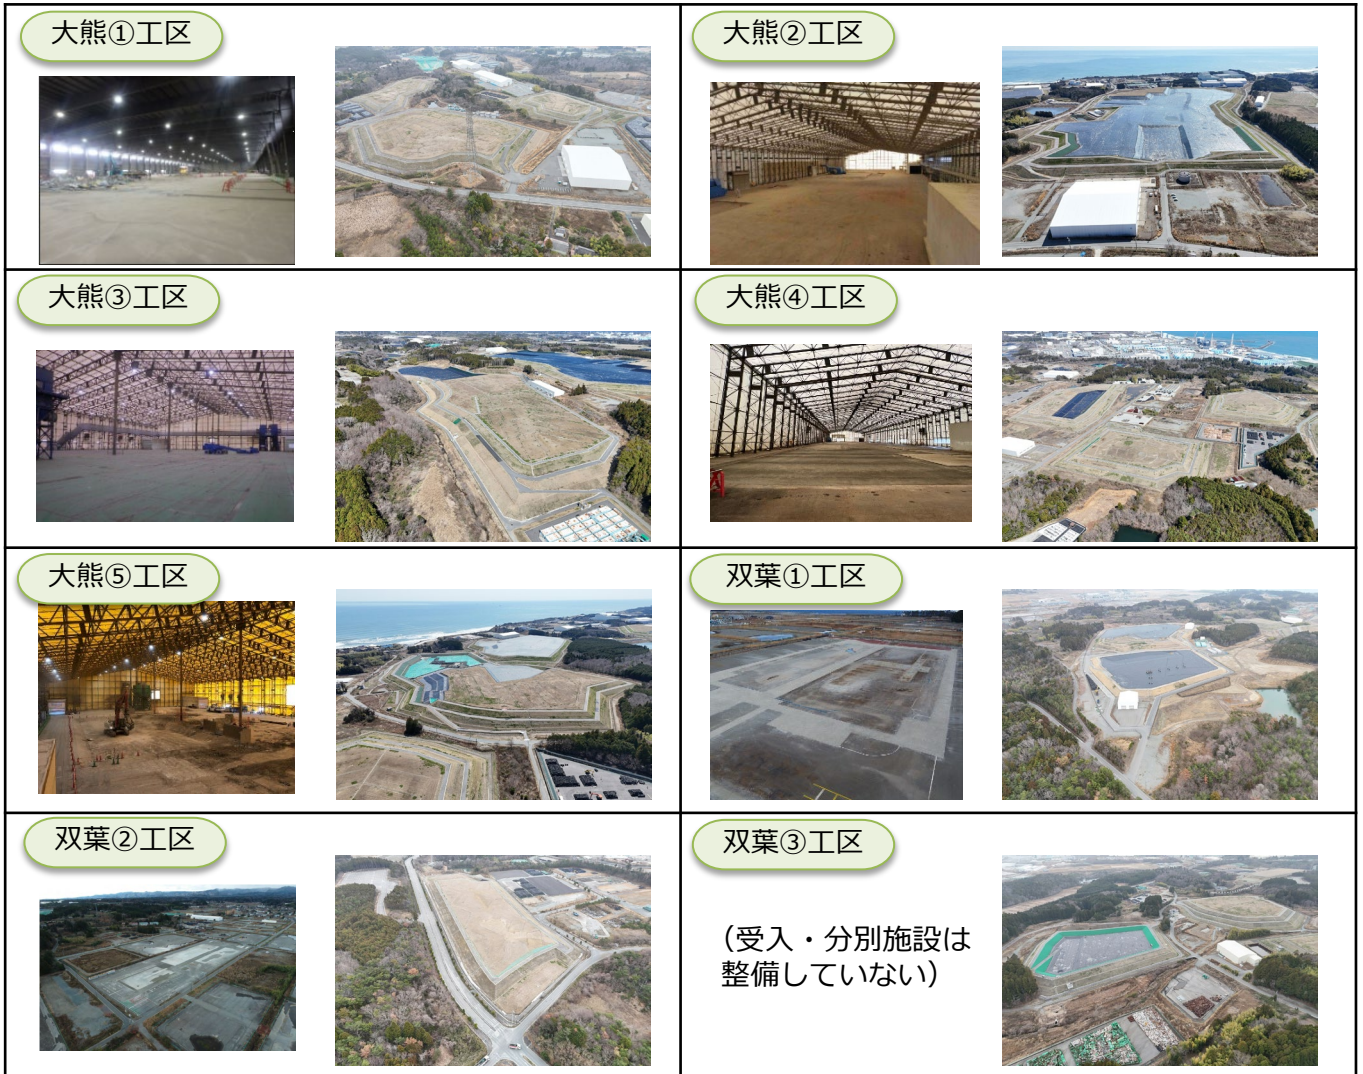 大熊①工区
大熊②工区
大熊③工区
大熊④工区
大熊⑤工区
双葉①工区
双葉②工区
双葉③工区
（受入・分別施設は
整備していない）